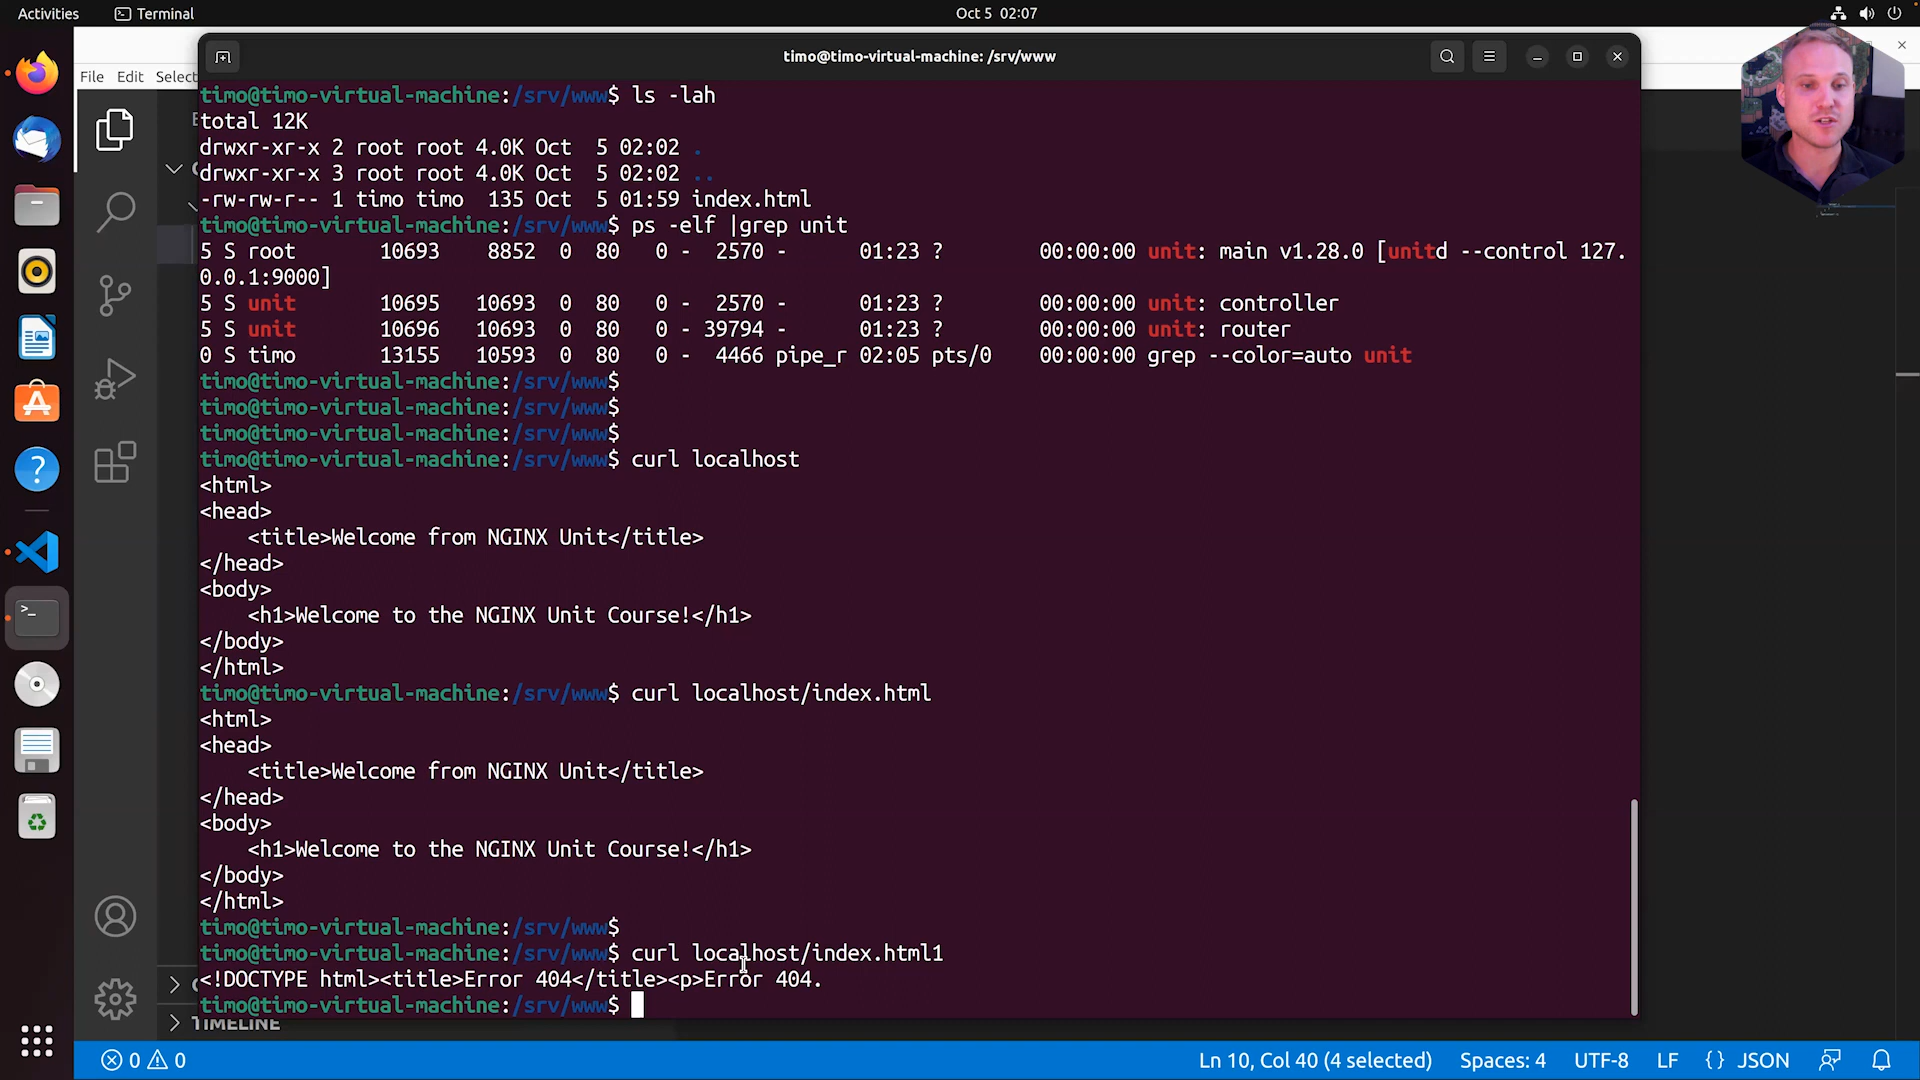 Activities
Terminal
Oct 5 02:07
File Edit Select
timo@timo-virtual-machine: /srv/www
timo@timo-virtual-machine:/srv/www$ ls -lah
total 12K
drwxr-xr-x 2 root root 4.0K Oct  5 02:02 .
drwxr-xr-x 3 root root 4.0K Oct  5 02:02 ..
-rw-rw-r-- 1 timo timo  135 Oct  5 01:59 index.html
timo@timo-virtual-machine:/srv/www$ ps -elf |grep unit
5 S root       10693    8852  0  80   0 -  2570 -      01:23 ?        00:00:00 unit: main v1.28.0 [unitd --control 127.
0.0.1:9000]
5 S unit       10695   10693  0  80   0 -  2570 -      01:23 ?        00:00:00 unit: controller
5 S unit       10696   10693  0  80   0 - 39794 -      01:23 ?        00:00:00 unit: router
0 S timo       13155   10593  0  80   0 -  4466 pipe_r 02:05 pts/0    00:00:00 grep --color=auto unit
timo@timo-virtual-machine:/srv/www$
timo@timo-virtual-machine:/srv/www$
timo@timo-virtual-machine:/srv/www$
timo@timo-virtual-machine:/srv/www$ curl localhost
<html>
<head>
    <title>Welcome from NGINX Unit</title>
</head>
<body>
    <h1>Welcome to the NGINX Unit Course!</h1>
</body>
</html>
timo@timo-virtual-machine:/srv/www$ curl localhost/index.html
<html>
<head>
    <title>Welcome from NGINX Unit</title>
</head>
<body>
    <h1>Welcome to the NGINX Unit Course!</h1>
</body>
</html>
timo@timo-virtual-machine:/srv/www$
timo@timo-virtual-machine:/srv/www$ curl localhost/index.html1
<!DOCTYPE html><title>Error 404</title><p>Error 404.
timo@timo-virtual-machine:/srv/www$
TIMELINE
0 0
Ln 10, Col 40 (4 selected) Spaces: 4 UTF-8 LF {} JSON